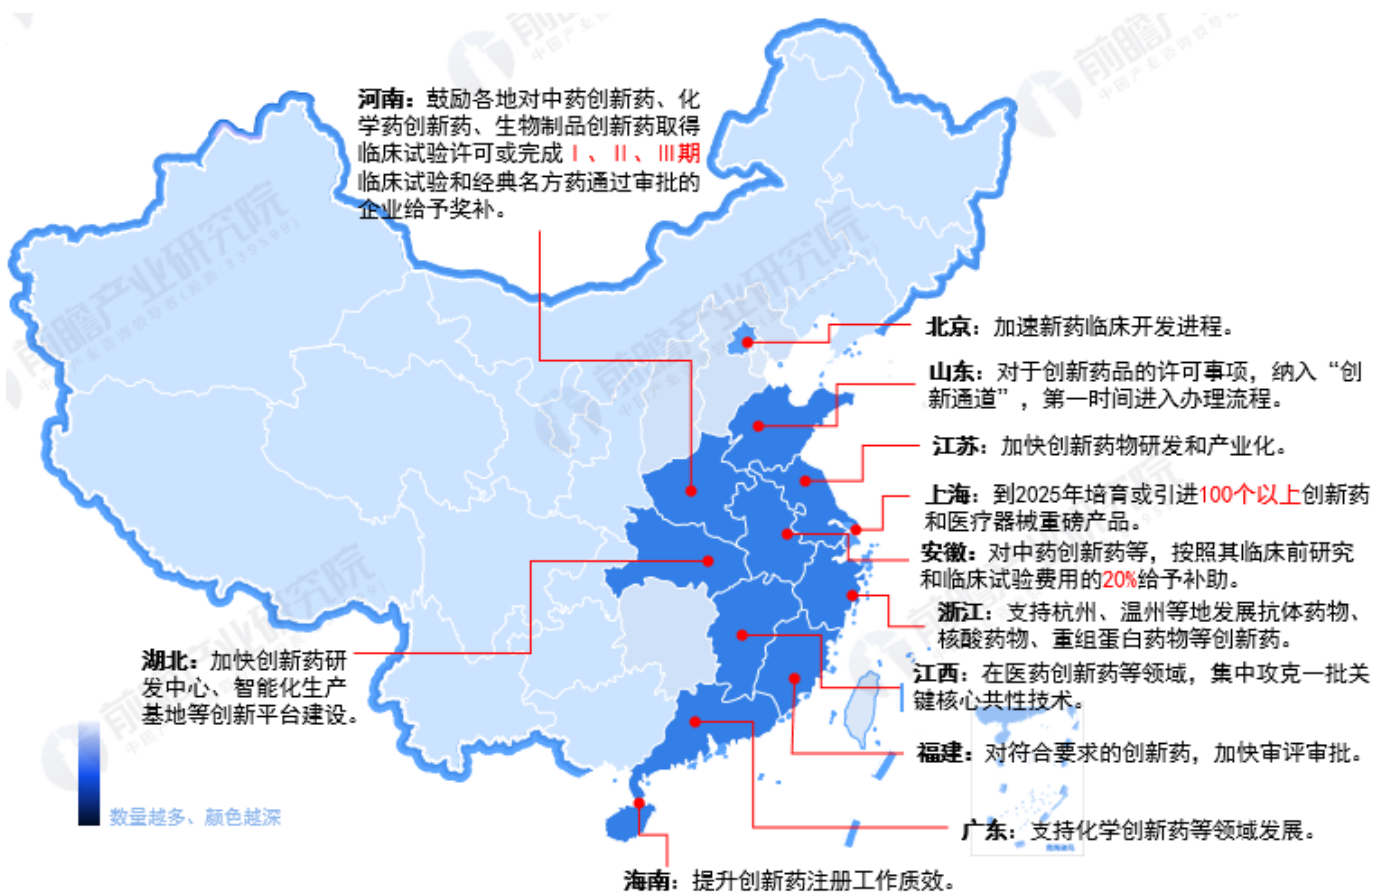 河南：鼓励各地对中药创新药、化
学药创新药、生物制品创新药取得
临床试验许可或完成Ⅰ、Ⅱ、Ⅲ期
临床试验和经典名方药通过审批的
企业给予奖补。
北京：加速新药临床开发进程。
山东：对于创新药品的许可事项，纳入“创
新通道”，第一时间进入办理流程。
江苏：加快创新药物研发和产业化。
上海：到2025年培育或引进100个以上创新药
和医疗器械重磅产品。
安徽：对中药创新药等，按照其临床前研究
和临床试验费用的20%给予补助。
浙江：支持杭州、温州等地发展抗体药物、
核酸药物、重组蛋白药物等创新药。
江西：在医药创新药等领域，集中攻克一批关
键核心共性技术。
湖北：加快创新药研
发中心、智能化生产
基地等创新平台建设。
福建：对符合要求的创新药，加快审评审批。
广东：支持化学创新药等领域发展。
海南：提升创新药注册工作质效。
数量越多、颜色越深
前瞻产业研究院